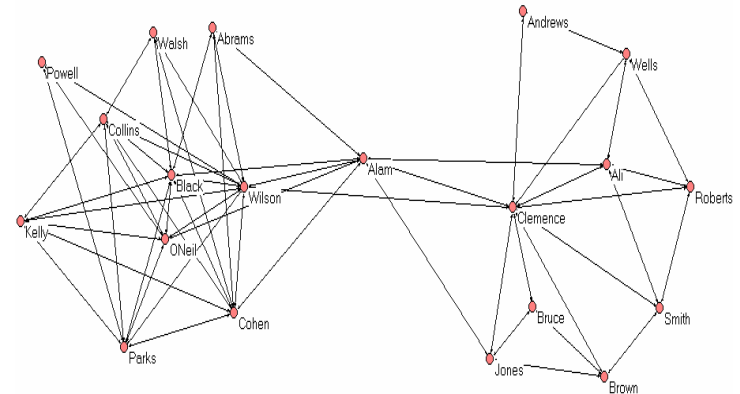 Andrews
Walsh
Abrams
Wells
Powell
Collins
Alam
Ali
Black
Wilson
Roberts
Clemence
Kelly
ONeil
Cohen
Bruce
Smith
Parks
Jones
Brown